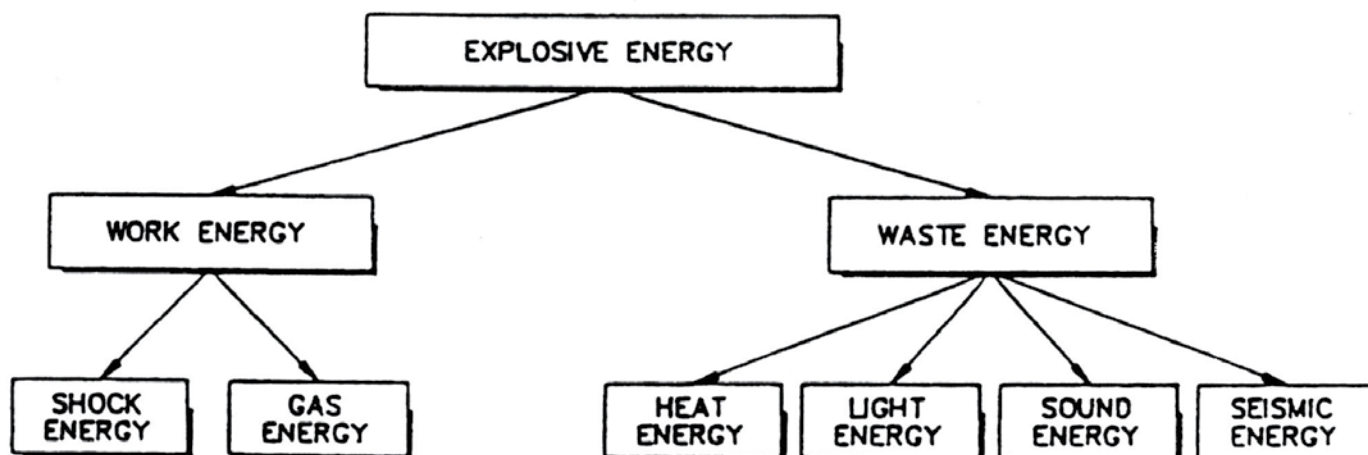 EXPLOSIVE ENERGY
WORK ENERGY
WASTE ENERGY
SHOCK
ENERGY
GAS
ENERGY
HEAT
ENERGY
LIGHT
ENERGY
SOUND
ENERGY
SEISMIC
ENERGY